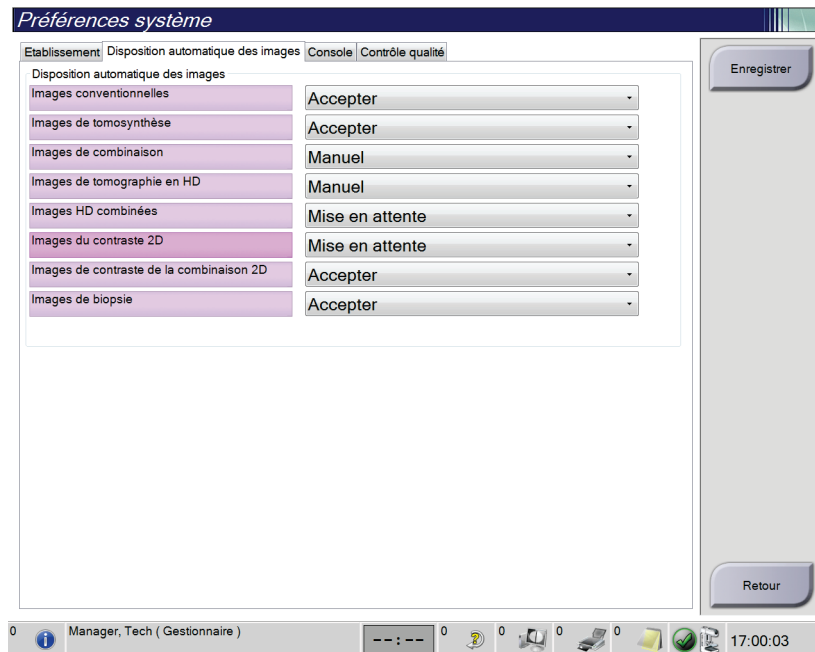 Préférences système
Etablissement Disposition automatique des images Console Contrôle qualité
Enregistrer
Disposition automatique des images
Images conventionnelles Accepter
Images de tomosynthèse Accepter
Images de combinaison Manuel
Images de tomographie en HD Manuel
Images HD combinées Mise en attente
Images du contraste 2D Mise en attente
Images de contraste de la combinaison 2D Accepter
Images de biopsie Accepter
Retour
0 Manager, Tech ( Gestionnaire ) --:-- 0 0 0 0 17:00:03